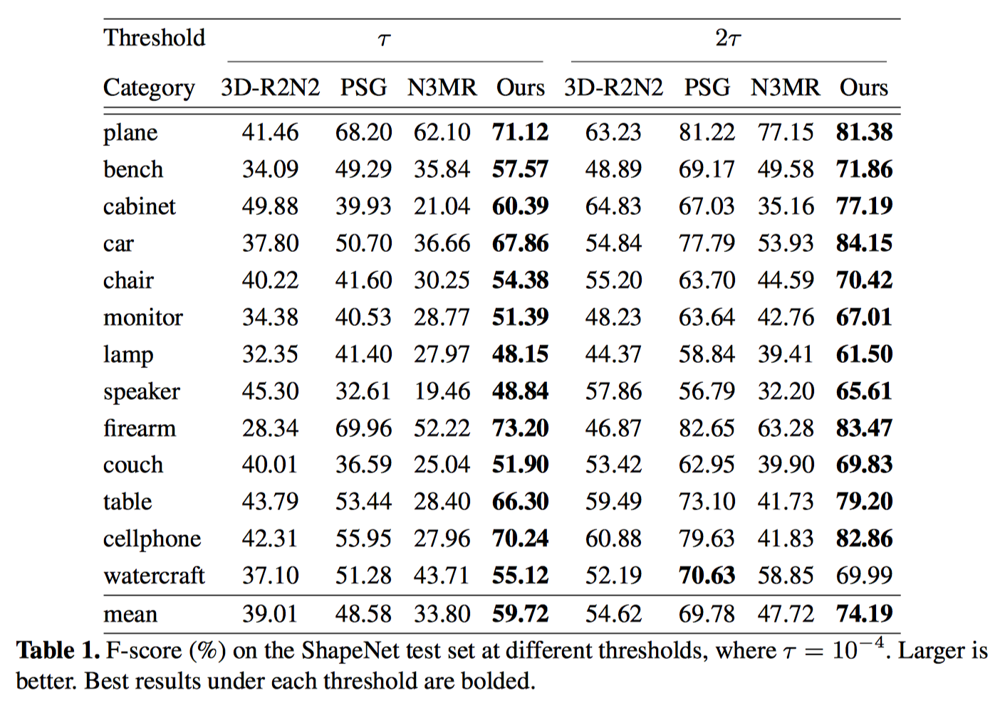 Threshold τ 2τ
Category 3D-R2N2 PSG N3MR Ours 3D-R2N2 PSG N3MR Ours
plane 41.46 68.20 62.10 71.12 63.23 81.22 77.15 81.38
bench 34.09 49.29 35.84 57.57 48.89 69.17 49.58 71.86
cabinet 49.88 39.93 21.04 60.39 64.83 67.03 35.16 77.19
car 37.80 50.70 36.66 67.86 54.84 77.79 53.93 84.15
chair 40.22 41.60 30.25 54.38 55.20 63.70 44.59 70.42
monitor 34.38 40.53 28.77 51.39 48.23 63.64 42.76 67.01
lamp 32.35 41.40 27.97 48.15 44.37 58.84 39.41 61.50
speaker 45.30 32.61 19.46 48.84 57.86 56.79 32.20 65.61
firearm 28.34 69.96 52.22 73.20 46.87 82.65 63.28 83.47
couch 40.01 36.59 25.04 51.90 53.42 62.95 39.90 69.83
table 43.79 53.44 28.40 66.30 59.49 73.10 41.73 79.20
cellphone 42.31 55.95 27.96 70.24 60.88 79.63 41.83 82.86
watercraft 37.10 51.28 43.71 55.12 52.19 70.63 58.85 69.99
mean 39.01 48.58 33.80 59.72 54.62 69.78 47.72 74.19
Table 1. F-score (%) on the ShapeNet test set at different thresholds, where τ = 10⁻⁴. Larger is
better. Best results under each threshold are bolded.